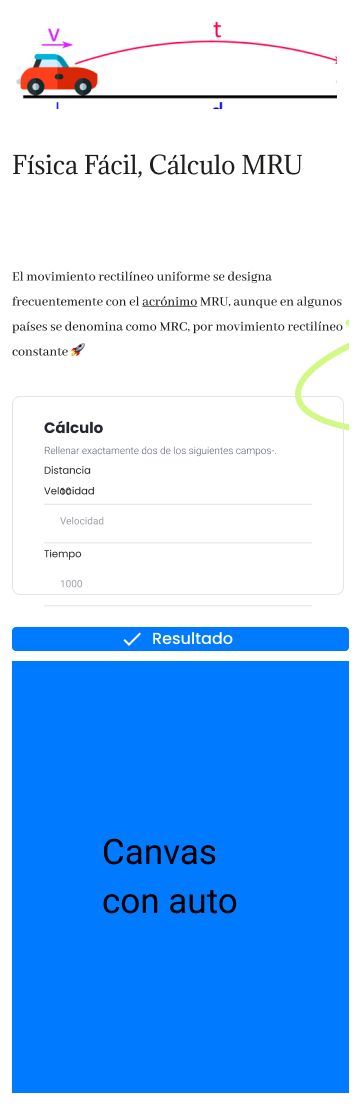 v
t
d
Física Fácil, Cálculo MRU
El movimiento rectilíneo uniforme se designa
frecuentemente con el acrónimo MRU, aunque en algunos
países se denomina como MRC, por movimiento rectilíneo
constante 🚀
Cálculo
Rellenar exactamente dos de los siguientes campos-.
Distancia
Velocidad
10
Velocidad
Tiempo
1000
Resultado
Canvas
con auto